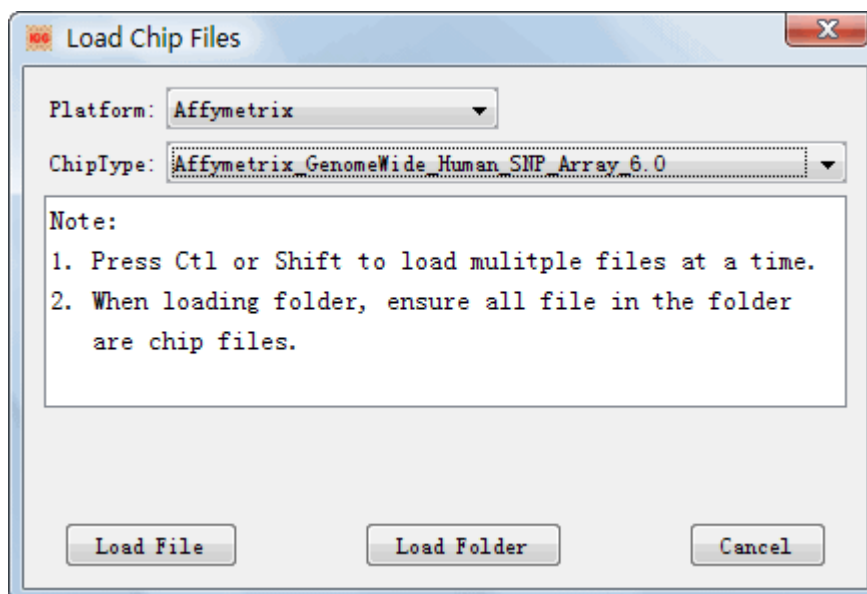 IGG Load Chip Files
Platform: Affymetrix
ChipType: Affymetrix_GenomeWide_Human_SNP_Array_6.0
Note:
1. Press Ctl or Shift to load mulitple files at a time.
2. When loading folder, ensure all file in the folder
are chip files.
Load File Load Folder Cancel